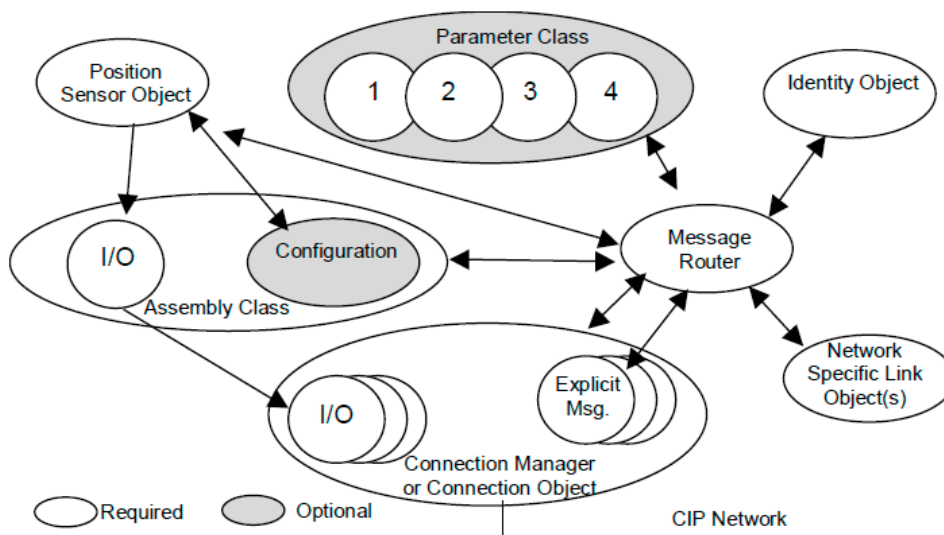 Parameter Class
1
2
3
4
Position
Sensor Object
Identity Object
I/O
Configuration
Assembly Class
Message
Router
Network
Specific Link
Object(s)
I/O
Explicit
Msg.
Connection Manager
or Connection Object
Required
Optional
CIP Network